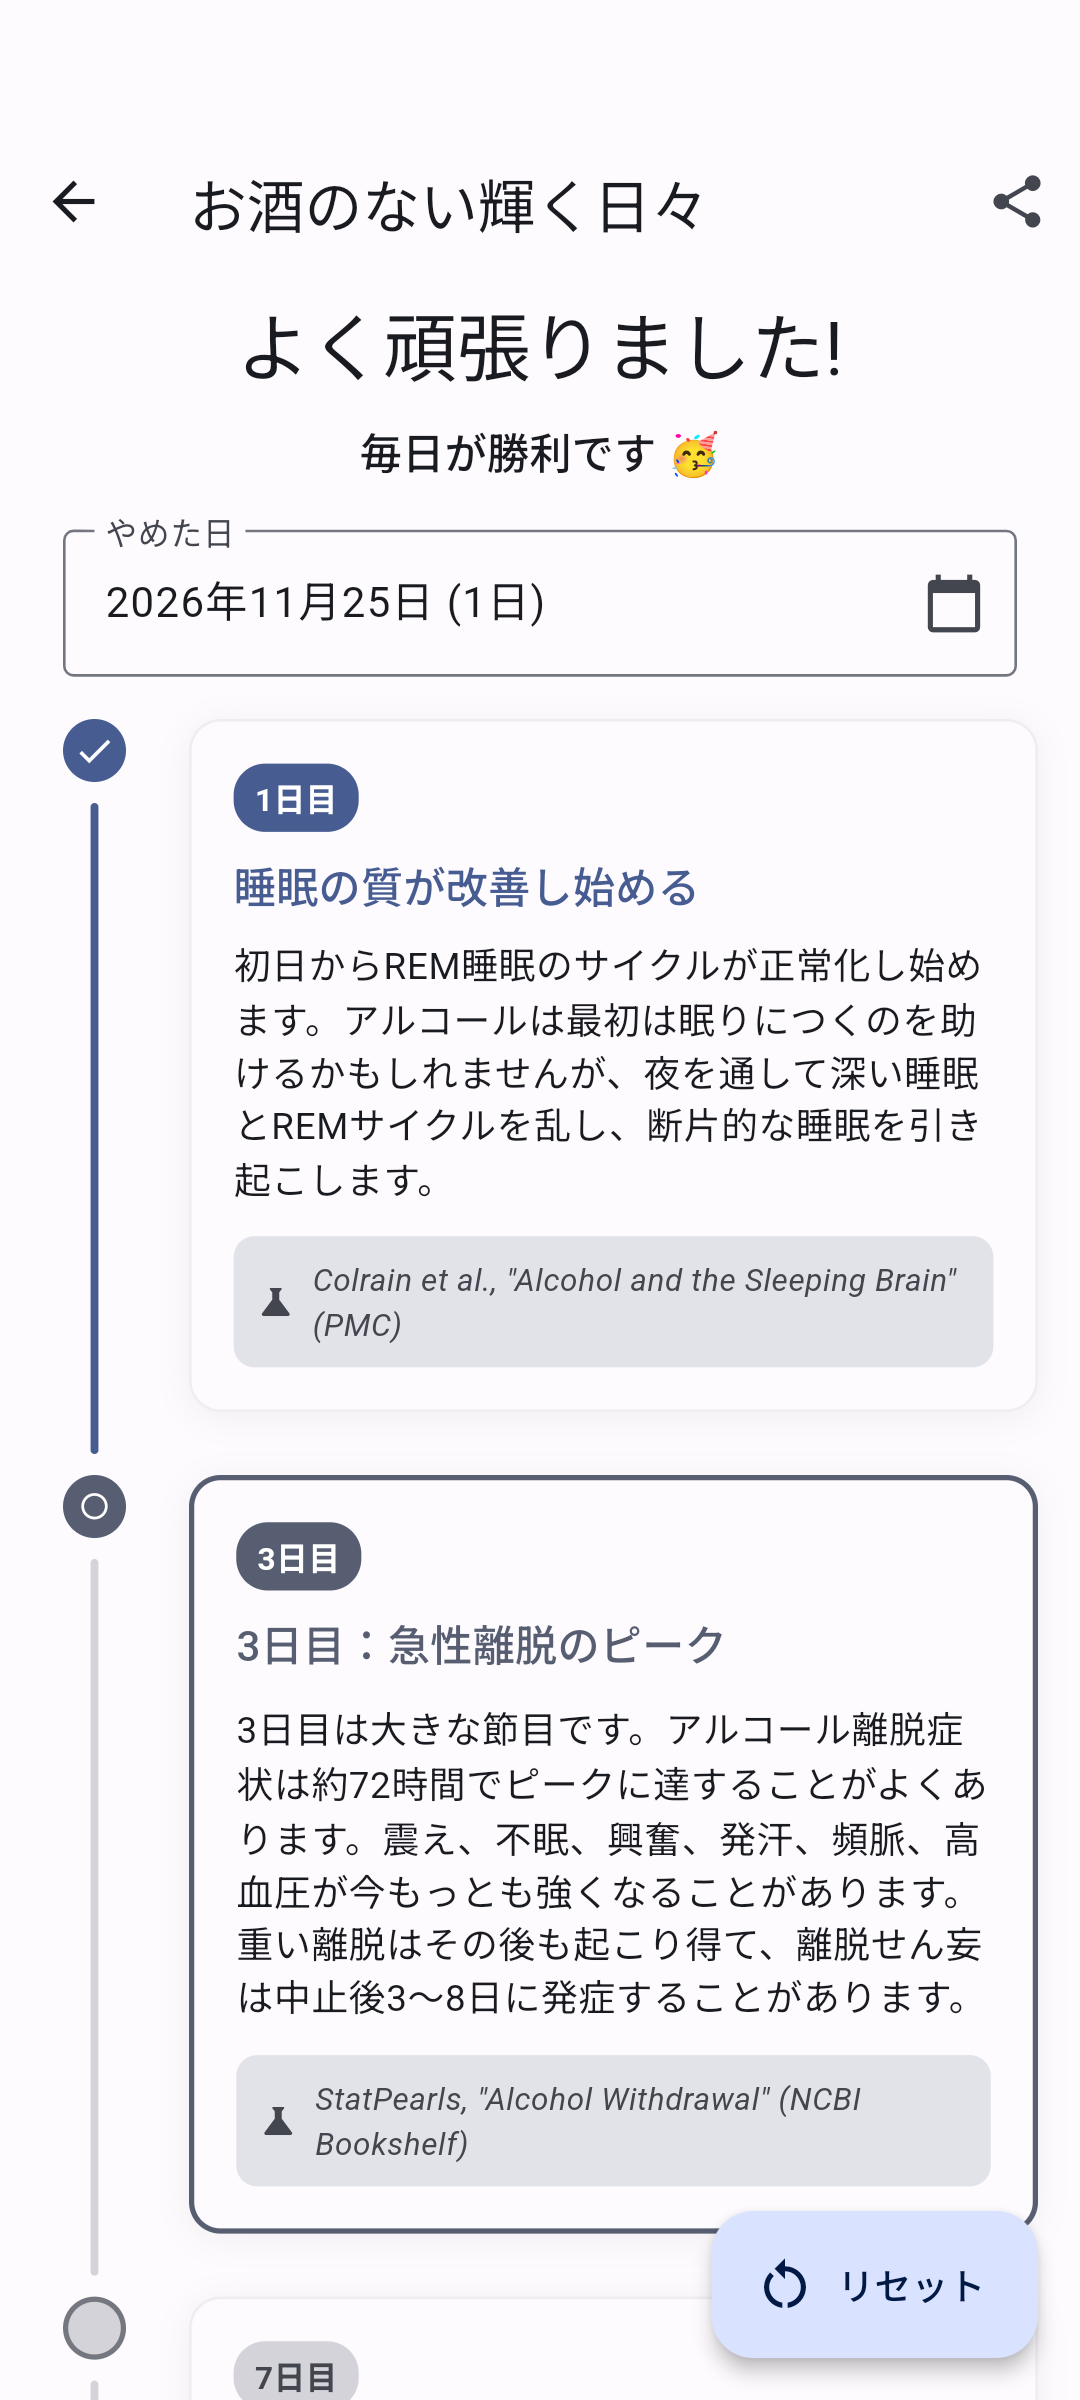 お酒のない輝く日々
よく頑張りました!
毎日が勝利です 🥳
やめた日
2026年11月25日 (1日)
1日目
睡眠の質が改善し始める
初日からREM睡眠のサイクルが正常化し始め
ます。アルコールは最初は眠りにつくのを助
けるかもしれませんが、夜を通して深い睡眠
とREMサイクルを乱し、断片的な睡眠を引き
起こします。
Colrain et al., "Alcohol and the Sleeping Brain"
(PMC)
3日目
3日目：急性離脱のピーク
3日目は大きな節目です。アルコール離脱症
状は約72時間でピークに達することがよくあ
ります。震え、不眠、興奮、発汗、頻脈、高
血圧が今もっとも強くなることがあります。
重い離脱はその後も起こり得て、離脱せん妄
は中止後3〜8日に発症することがあります。
StatPearls, "Alcohol Withdrawal" (NCBI
Bookshelf)
リセット
7日目